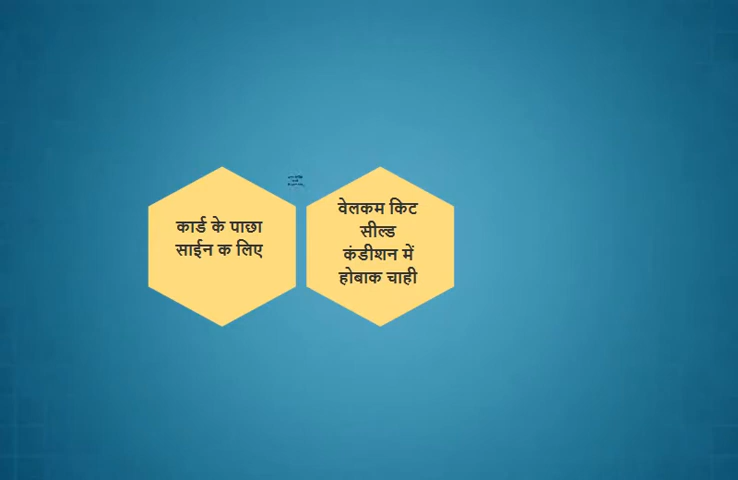 कार्ड के पाछा
साईन क लिए
वेलकम किट
सील्ड
कंडीशन में
होबाक चाही